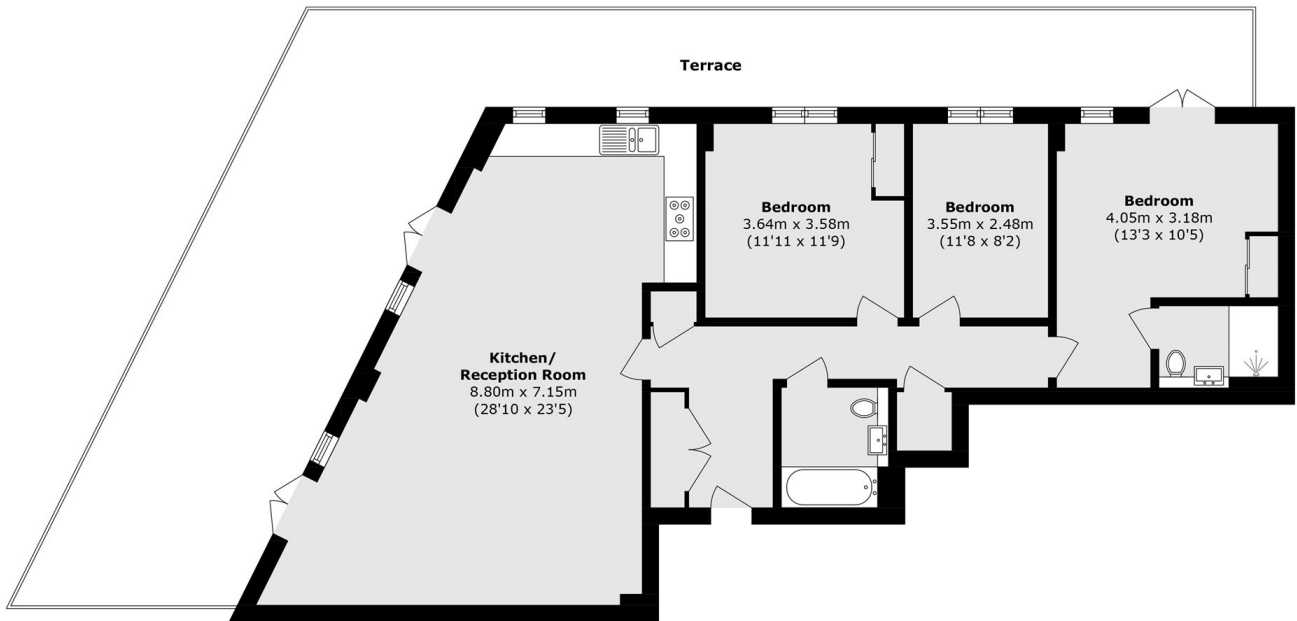 Terrace
Bedroom
3.64m x 3.58m
(11'11 x 11'9)
Bedroom
3.55m x 2.48m
(11'8 x 8'2)
Bedroom
4.05m x 3.18m
(13'3 x 10'5)
Kitchen/
Reception Room
8.80m x 7.15m
(28'10 x 23'5)